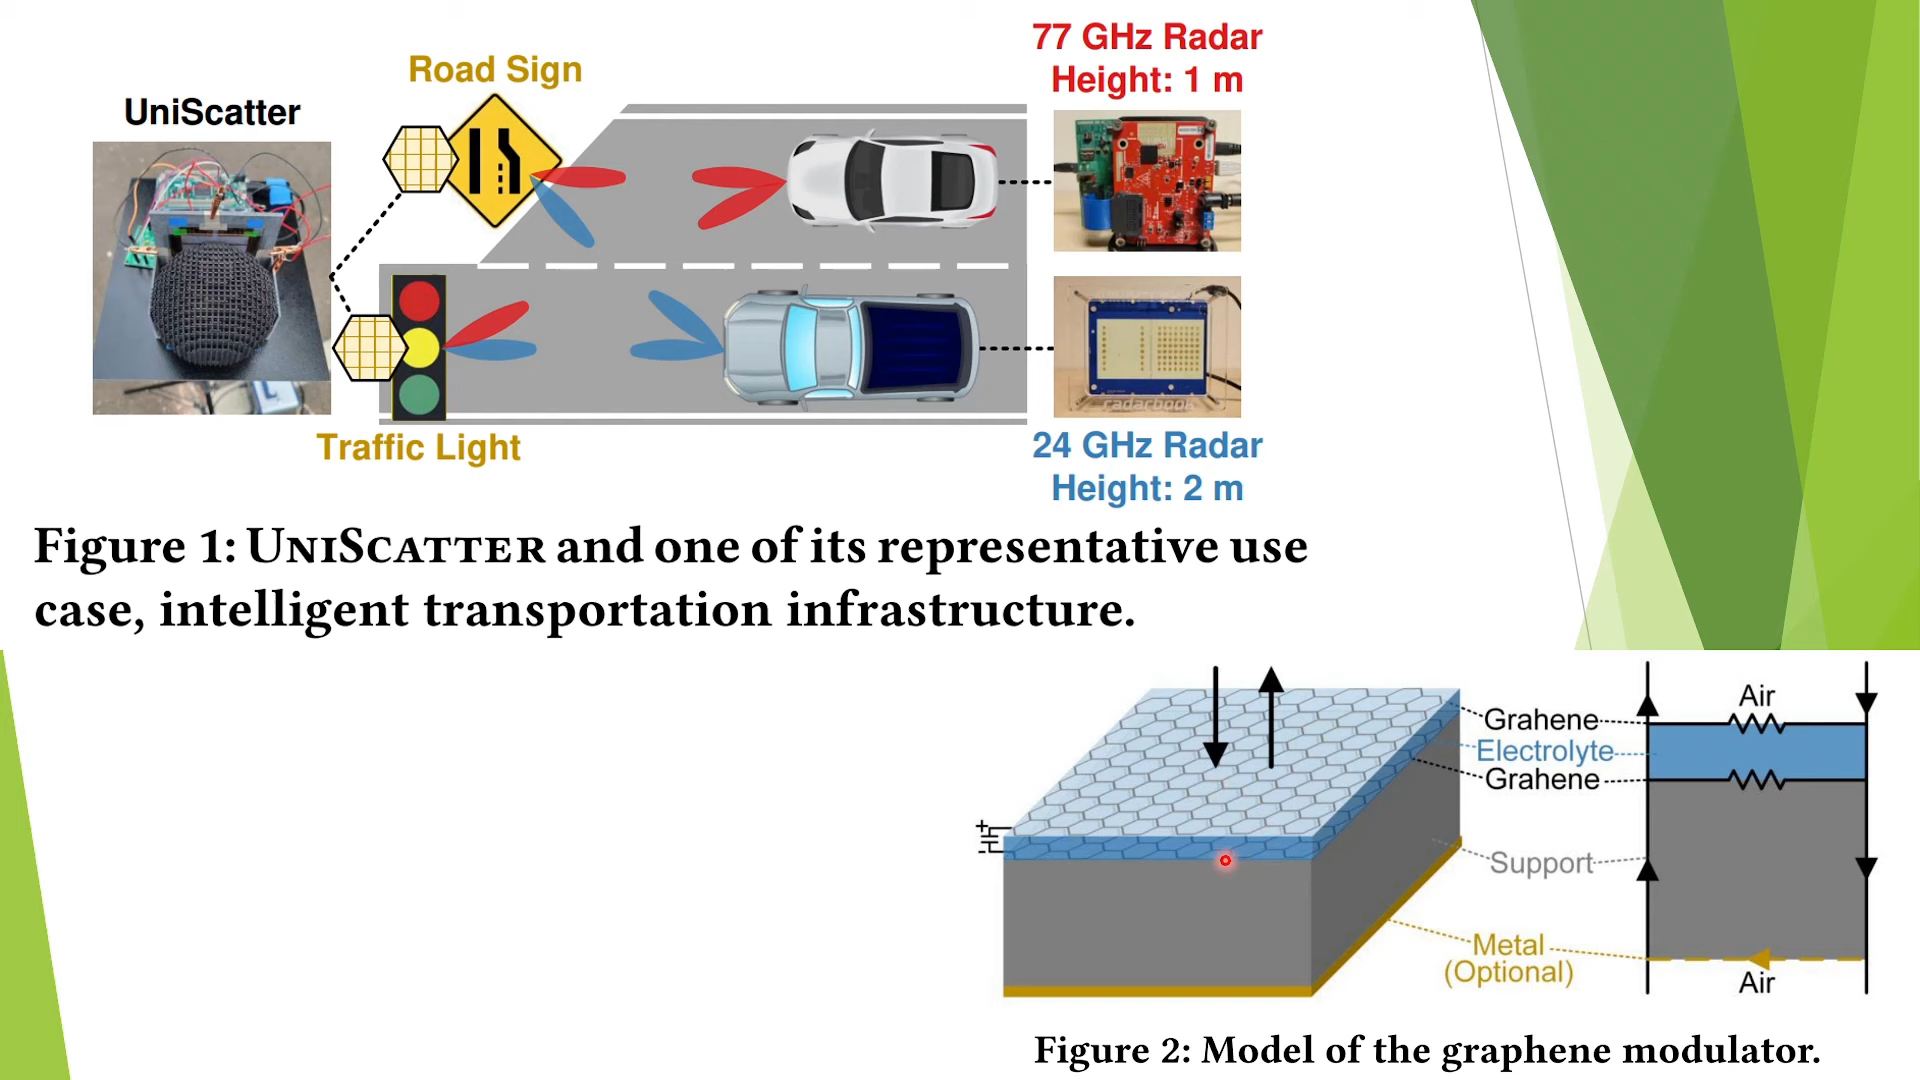 77 GHz Radar
Height: 1 m
Road Sign
UniScatter
Traffic Light
radarbook
24 GHz Radar
Height: 2 m
Figure 1: UNISCATTER and one of its representative use
case, intelligent transportation infrastructure.
Air
Grahene
Electrolyte
Grahene
+
-
Support
Metal
(Optional)
Air
Figure 2: Model of the graphene modulator.